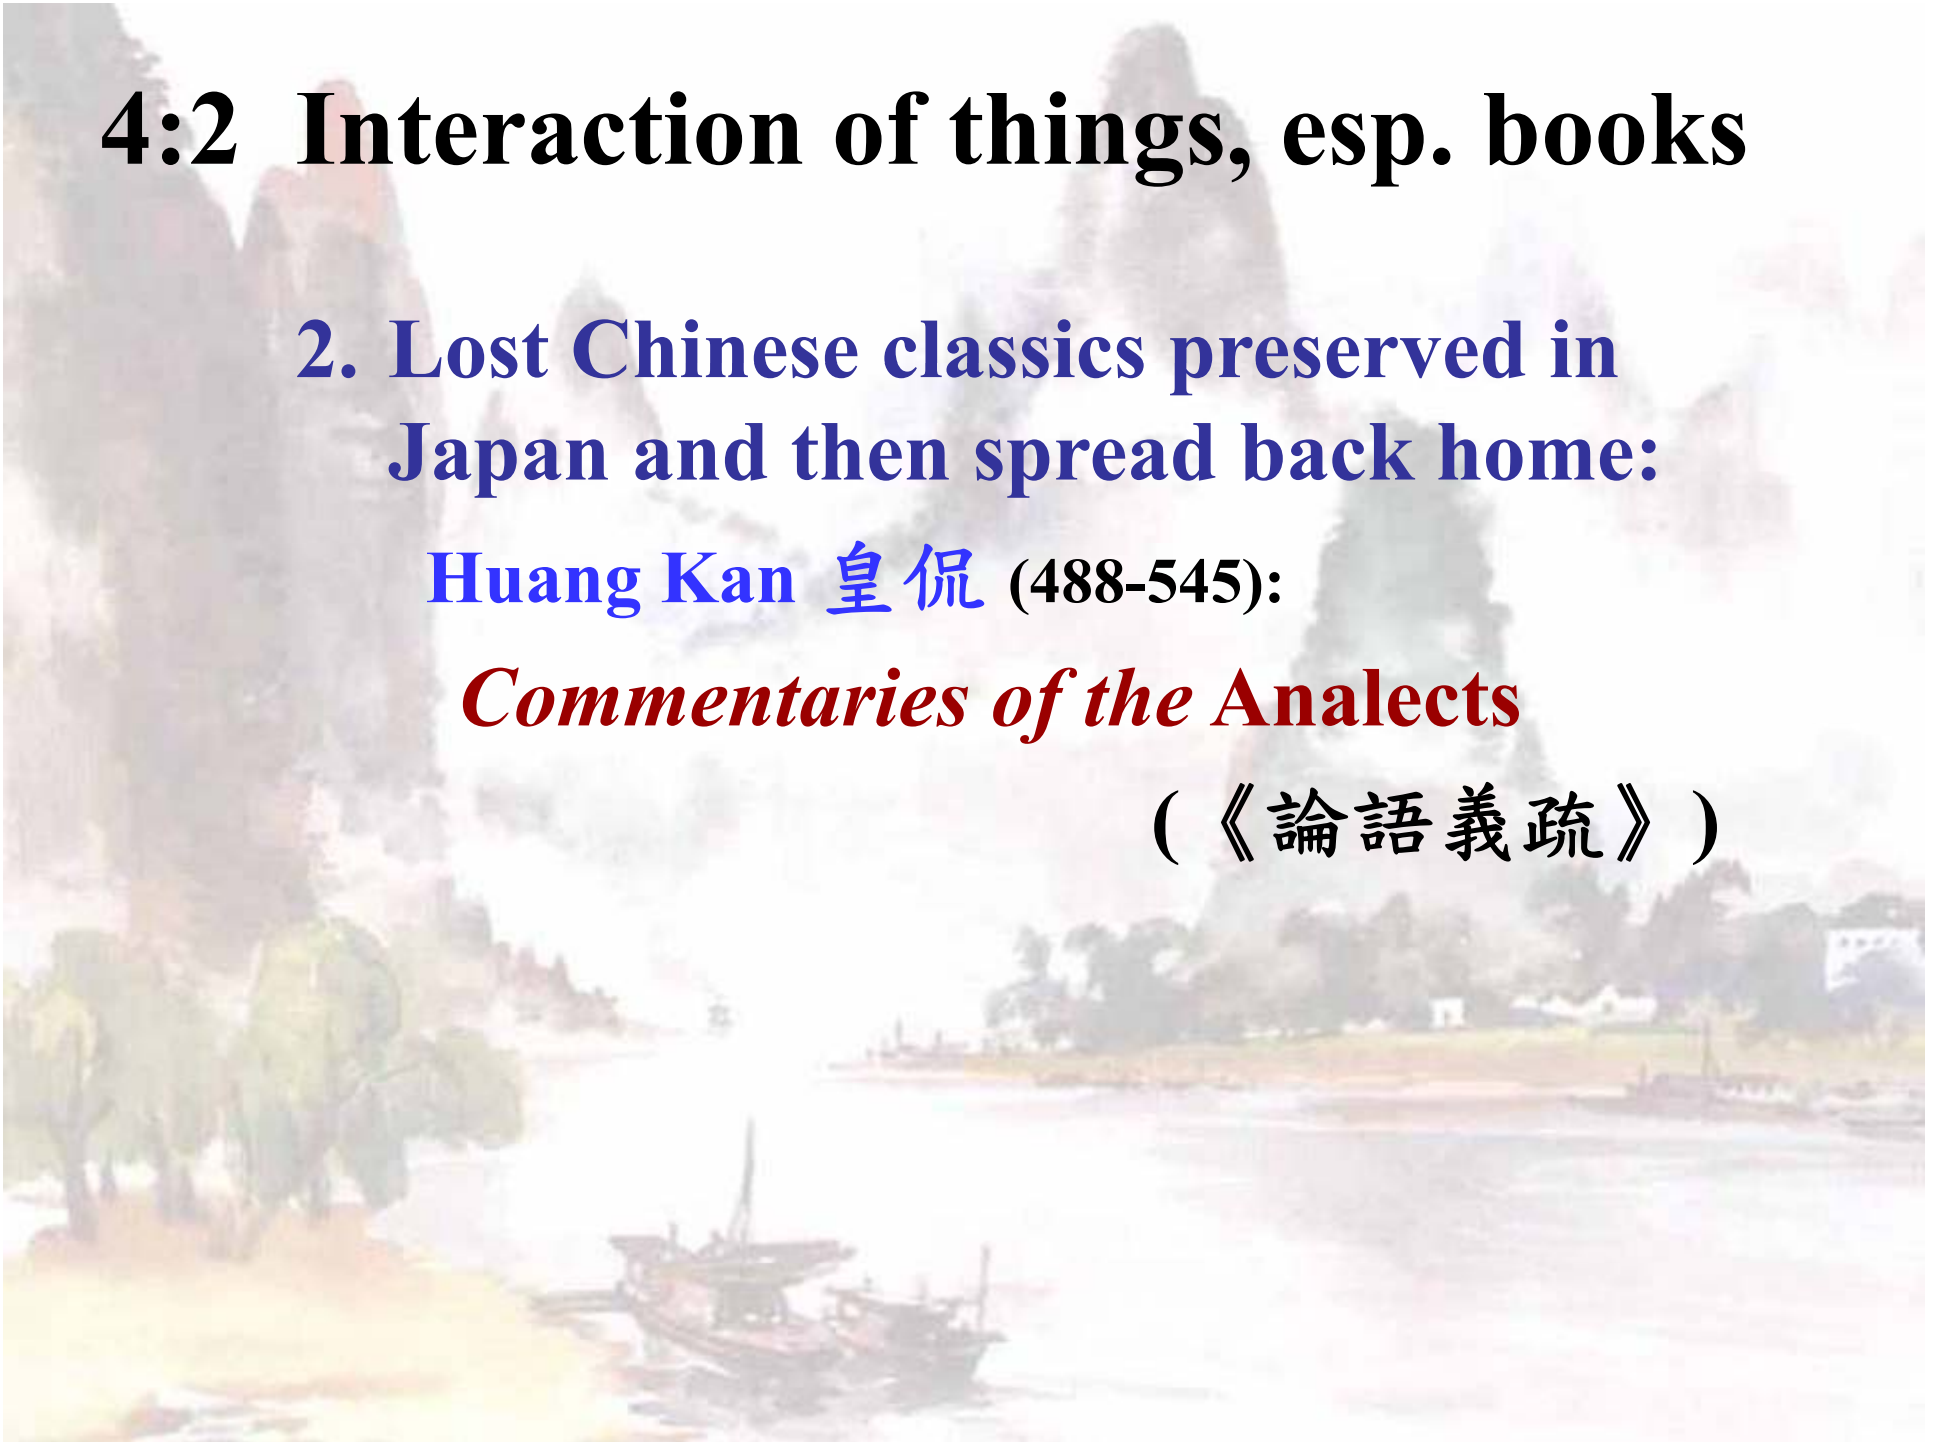 4:2 Interaction of things, esp. books
2. Lost Chinese classics preserved in
Japan and then spread back home:
Huang Kan 皇侃 (488-545):
Commentaries of the Analects
(《論語義疏》)